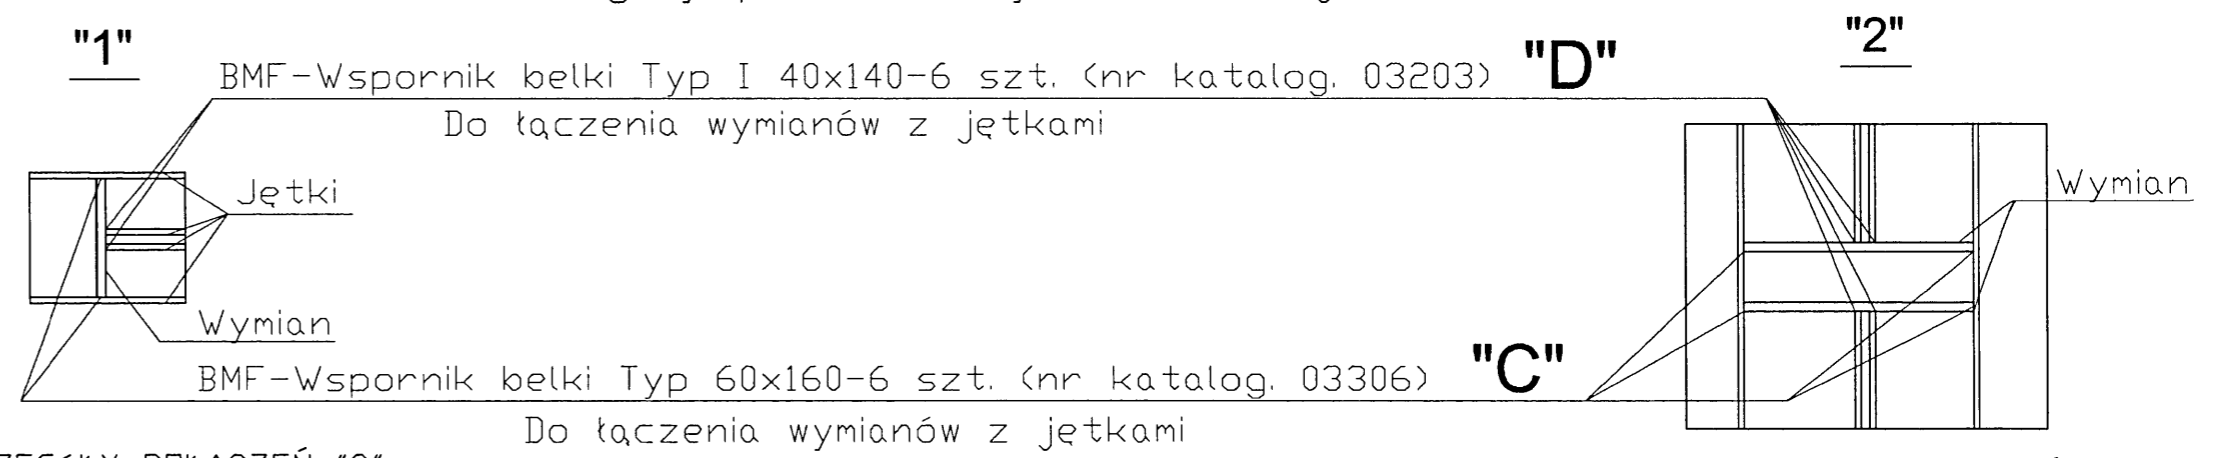 "1"
"2"
BMF-Wspornik belki Typ I 40x140-6 szt. (nr katalog. 03203) "D"
Do łączenia wymianów z jętkami
Jętki
Wymian
Wymian
BMF-Wspornik belki Typ 60x160-6 szt. (nr katalog. 03306) "C"
Do łączenia wymianów z jętkami